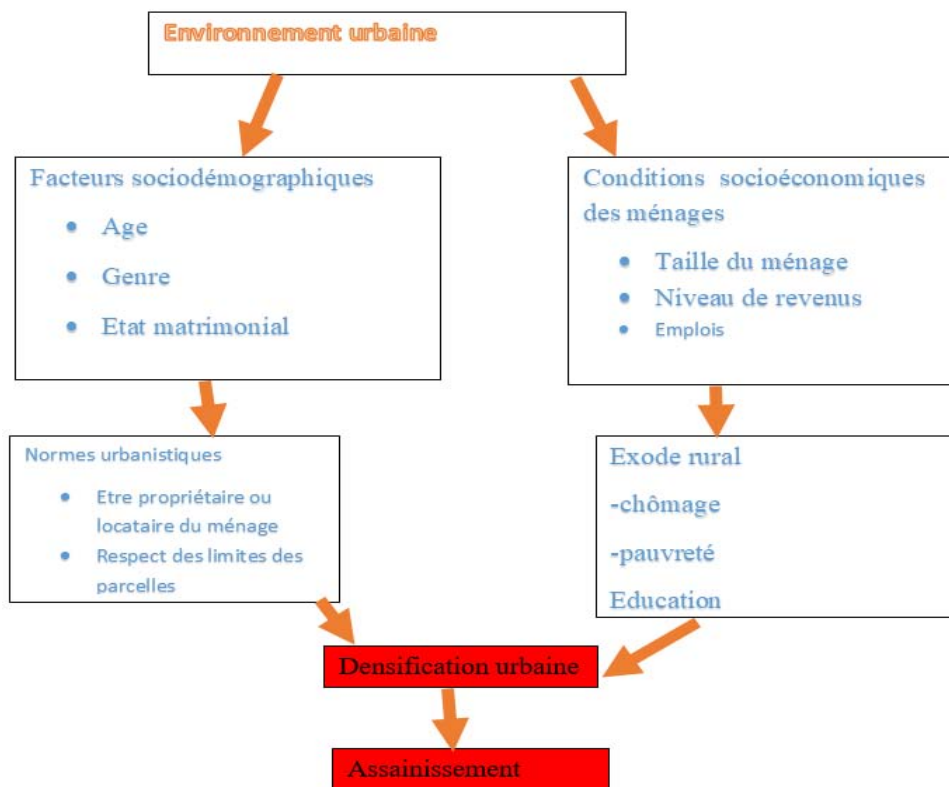 Environnement urbaine
Facteurs sociodémographiques
• Age
• Genre
• Etat matrimonial
Conditions socioéconomiques
des ménages
• Taille du ménage
• Niveau de revenus
• Emplois
Normes urbanistiques
• Etre propriétaire ou
locataire du ménage
• Respect des limites des
parcelles
Exode rural
-chômage
-pauvreté
Education
Densification urbaine
Assainissement